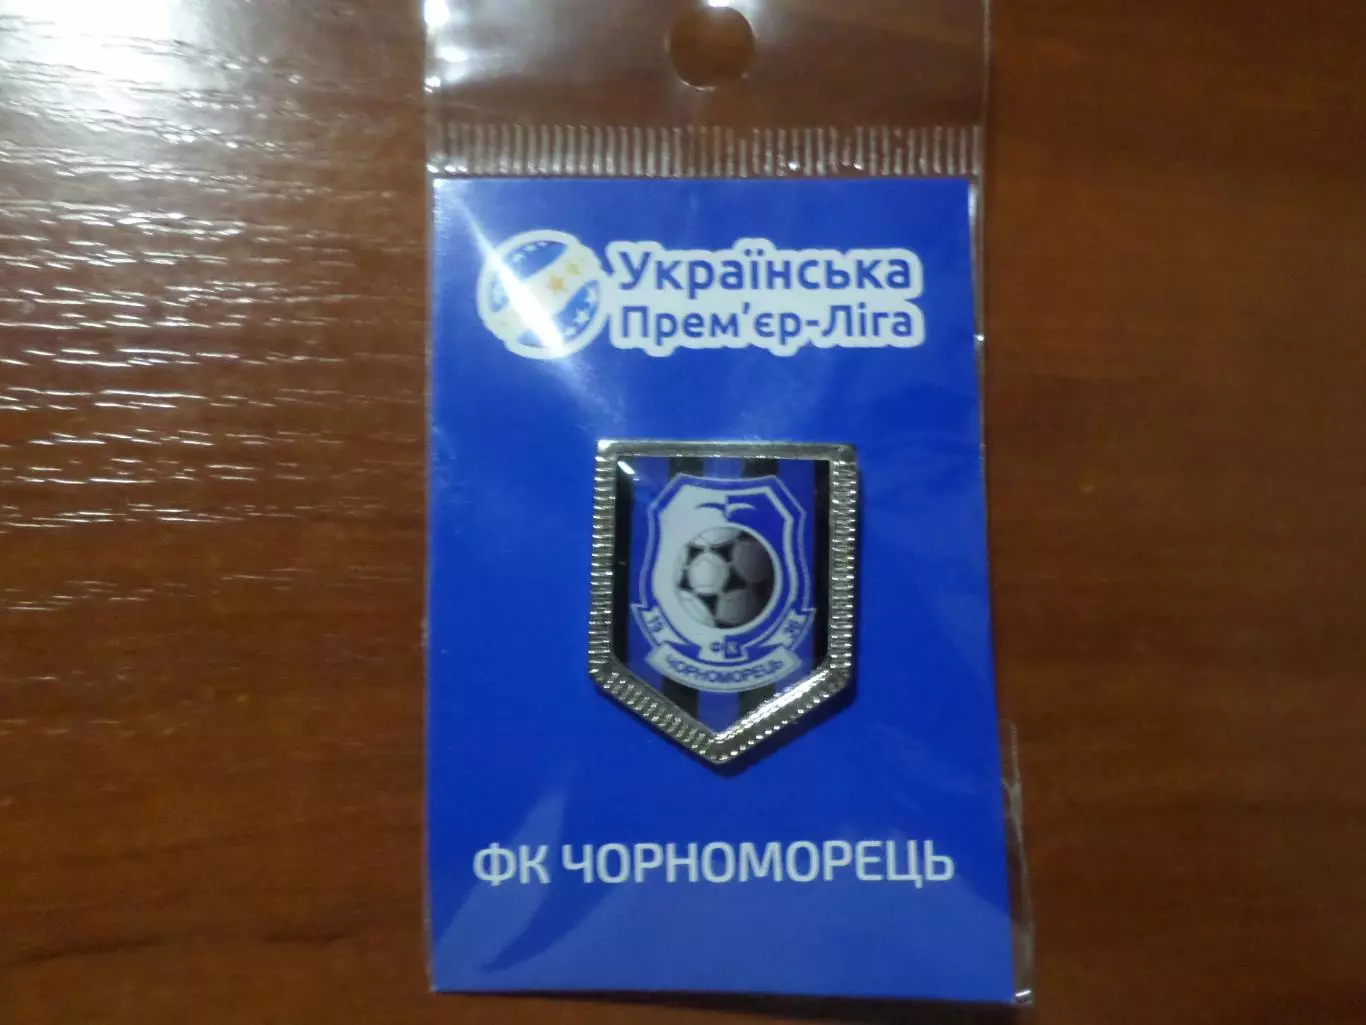 Українська
Прем'єр-Ліга
19 36
ФК
ЧОРНОМОРЕЦЬ
ФК ЧОРНОМОРЕЦЬ